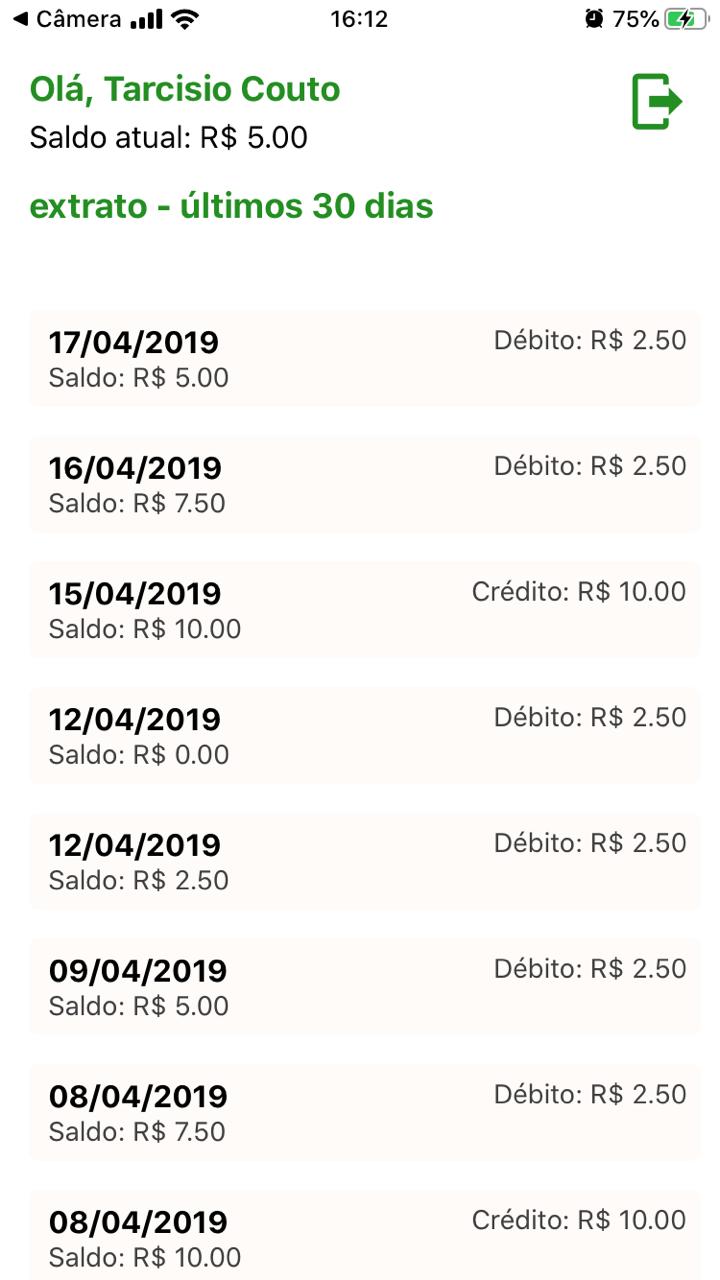 Câmera 16:12 75%
Olá, Tarcisio Couto
Saldo atual: R$ 5.00
extrato - últimos 30 dias
17/04/2019 Débito: R$ 2.50
Saldo: R$ 5.00
16/04/2019 Débito: R$ 2.50
Saldo: R$ 7.50
15/04/2019 Crédito: R$ 10.00
Saldo: R$ 10.00
12/04/2019 Débito: R$ 2.50
Saldo: R$ 0.00
12/04/2019 Débito: R$ 2.50
Saldo: R$ 2.50
09/04/2019 Débito: R$ 2.50
Saldo: R$ 5.00
08/04/2019 Débito: R$ 2.50
Saldo: R$ 7.50
08/04/2019 Crédito: R$ 10.00
Saldo: R$ 10.00